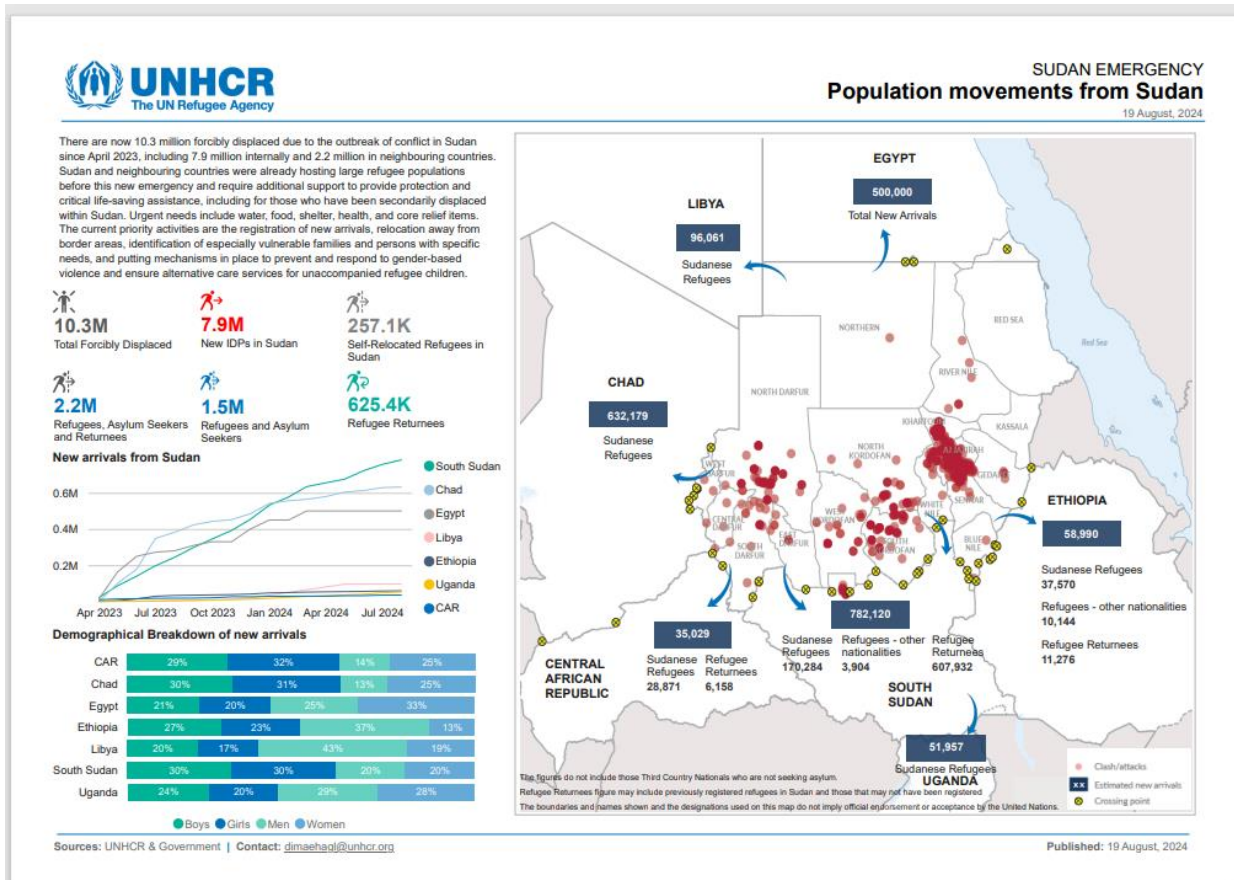 UNHCR
The UN Refugee Agency
SUDAN EMERGENCY
Population movements from Sudan
19 August, 2024
There are now 10.3 million forcibly displaced due to the outbreak of conflict in Sudan
since April 2023, including 7.9 million internally and 2.2 million in neighbouring countries.
Sudan and neighbouring countries were already hosting large refugee populations
before this new emergency and require additional support to provide protection and
critical life-saving assistance, including for those who have been secondarily displaced
within Sudan. Urgent needs include water, food, shelter, health, and core relief items.
The current priority activities are the registration of new arrivals, relocation away from
border areas, identification of especially vulnerable families and persons with specific
needs, and putting mechanisms in place to prevent and respond to gender-based
violence and ensure alternative care services for unaccompanied refugee children.
10.3M
Total Forcibly Displaced
7.9M
New IDPs in Sudan
257.1K
Self-Relocated Refugees in
Sudan
2.2M
Refugees, Asylum Seekers
and Returnees
1.5M
Refugees and Asylum
Seekers
625.4K
Refugee Returnees
New arrivals from Sudan
0.6M
0.4M
0.2M
Apr 2023 Jul 2023 Oct 2023 Jan 2024 Apr 2024 Jul 2024
South Sudan
Chad
Egypt
Libya
Ethiopia
Uganda
CAR
Demographical Breakdown of new arrivals
CAR 29% 32% 14% 25%
Chad 30% 31% 13% 25%
Egypt 21% 20% 25% 33%
Ethiopia 27% 23% 37% 13%
Libya 20% 17% 43% 19%
South Sudan 30% 30% 20% 20%
Uganda 24% 20% 29% 28%
Boys Girls Men Women
EGYPT
500,000
Total New Arrivals
LIBYA
96,061
Sudanese
Refugees
NORTHERN
RED SEA
Red Sea
RIVER NILE
NORTH DARFUR
CHAD
632,179
Sudanese
Refugees
KASSALA
NORTH
KORDOFAN
WEST
DARFUR
CENTRAL
DARFUR
SOUTH
DARFUR
EAST
DARFUR
WEST
KORDOFAN
SOUTH
KORDOFAN
WHITE
NILE
SENNAR
BLUE
NILE
ETHIOPIA
58,990
Sudanese Refugees
37,570
Refugees - other nationalities
10,144
Refugee Returnees
11,276
CENTRAL
AFRICAN
REPUBLIC
35,029
Sudanese
Refugees
28,871
Refugee
Returnees
6,158
782,120
Sudanese
Refugees
170,284
Refugees - other
nationalities
3,904
Refugee
Returnees
607,932
SOUTH
SUDAN
51,957
Sudanese Refugees
UGANDA
The figures do not include those Third Country Nationals who are not seeking asylum.
Refugee Returnees figure may include previously registered refugees in Sudan and those that may not have been registered
The boundaries and names shown and the designations used on this map do not imply official endorsement or acceptance by the United Nations.
Clash/attacks
XX Estimated new arrivals
Crossing point
Sources: UNHCR & Government | Contact: dimaehagl@unhcr.org
Published: 19 August, 2024